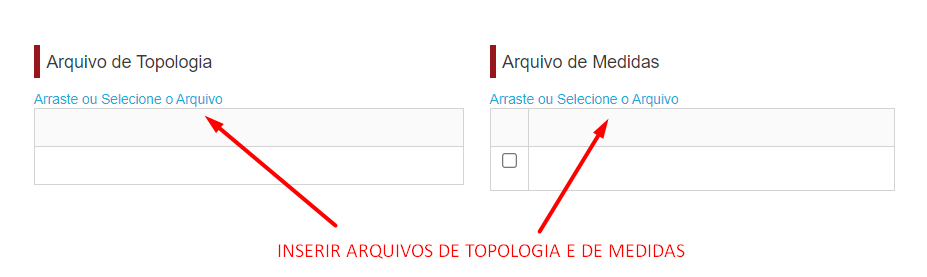 Arquivo de Topologia
Arquivo de Medidas
Arraste ou Selecione o Arquivo
Arraste ou Selecione o Arquivo
INSERIR ARQUIVOS DE TOPOLOGIA E DE MEDIDAS